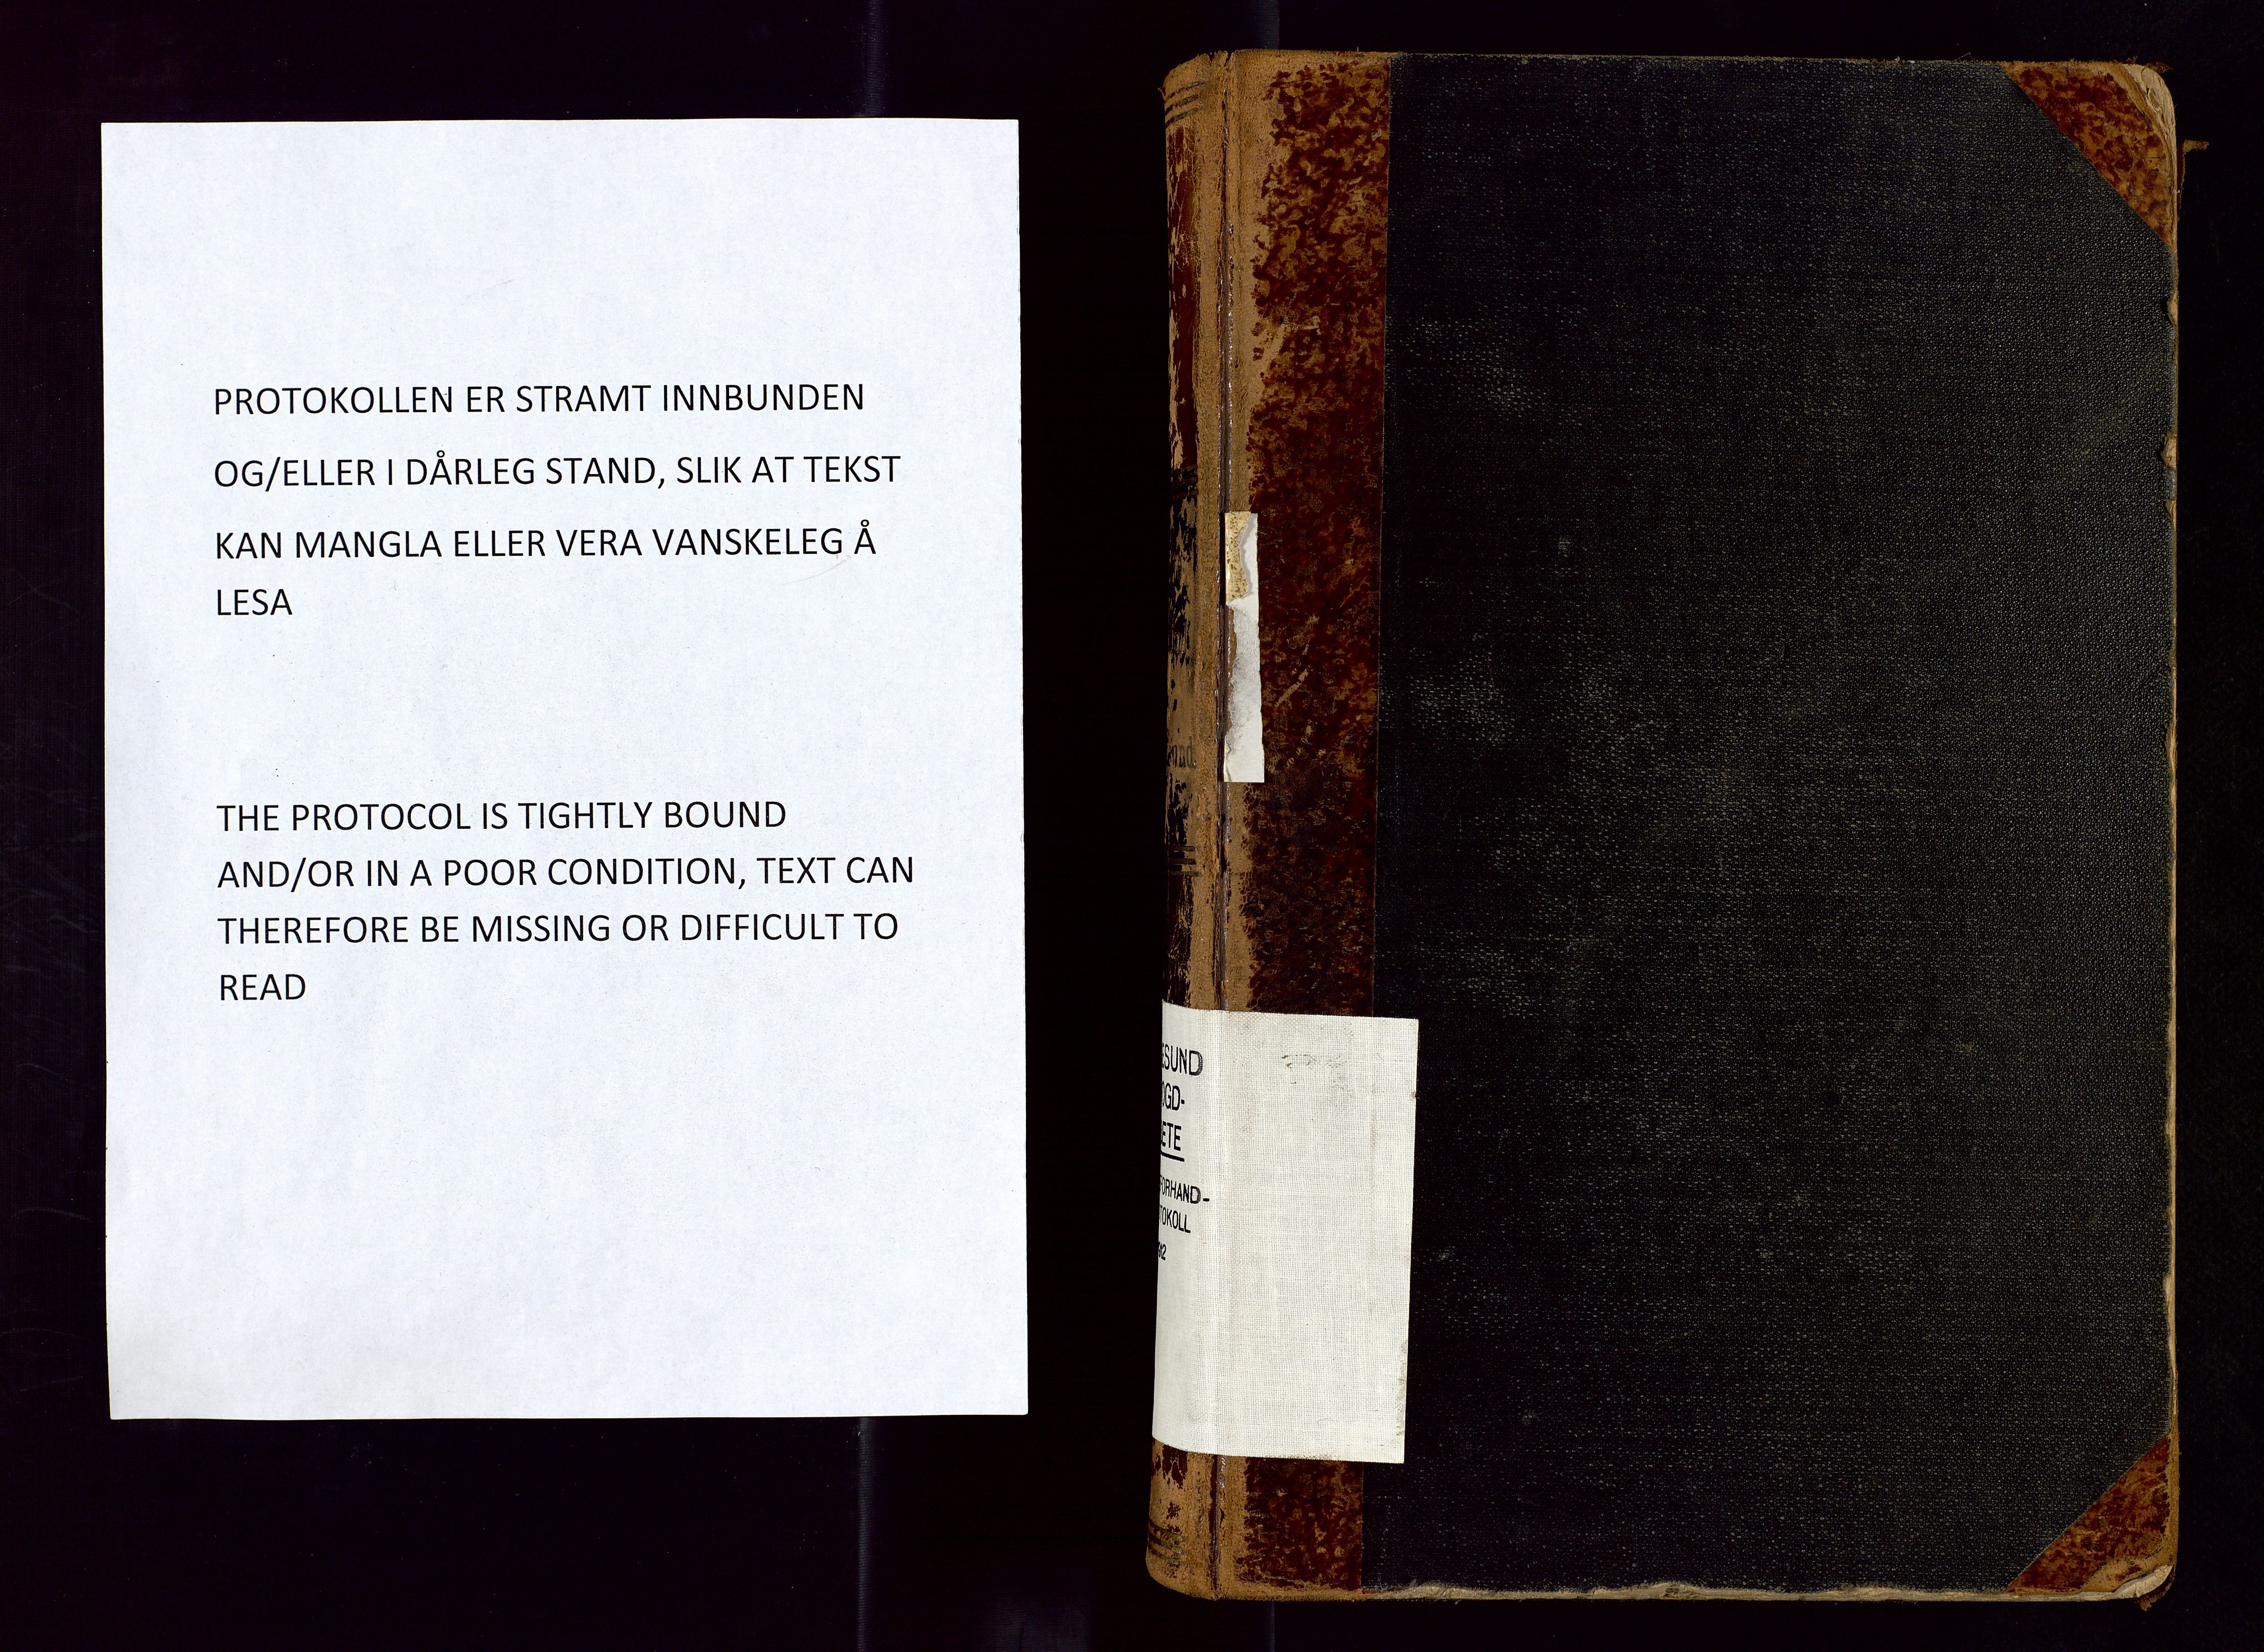 PROTOKOLLEN ER STRAMT INNBUNDEN
OG/ELLER I DÅRLEG STAND, SLIK AT TEKST
KAN MANGLA ELLER VERA VANSKELEG Å
LESA
THE PROTOCOL IS TIGHTLY BOUND
AND/OR IN A POOR CONDITION, TEXT CAN
THEREFORE BE MISSING OR DIFFICULT TO
READ
ESUND
OGD-
ETE
FORHAND-
TOKOLL